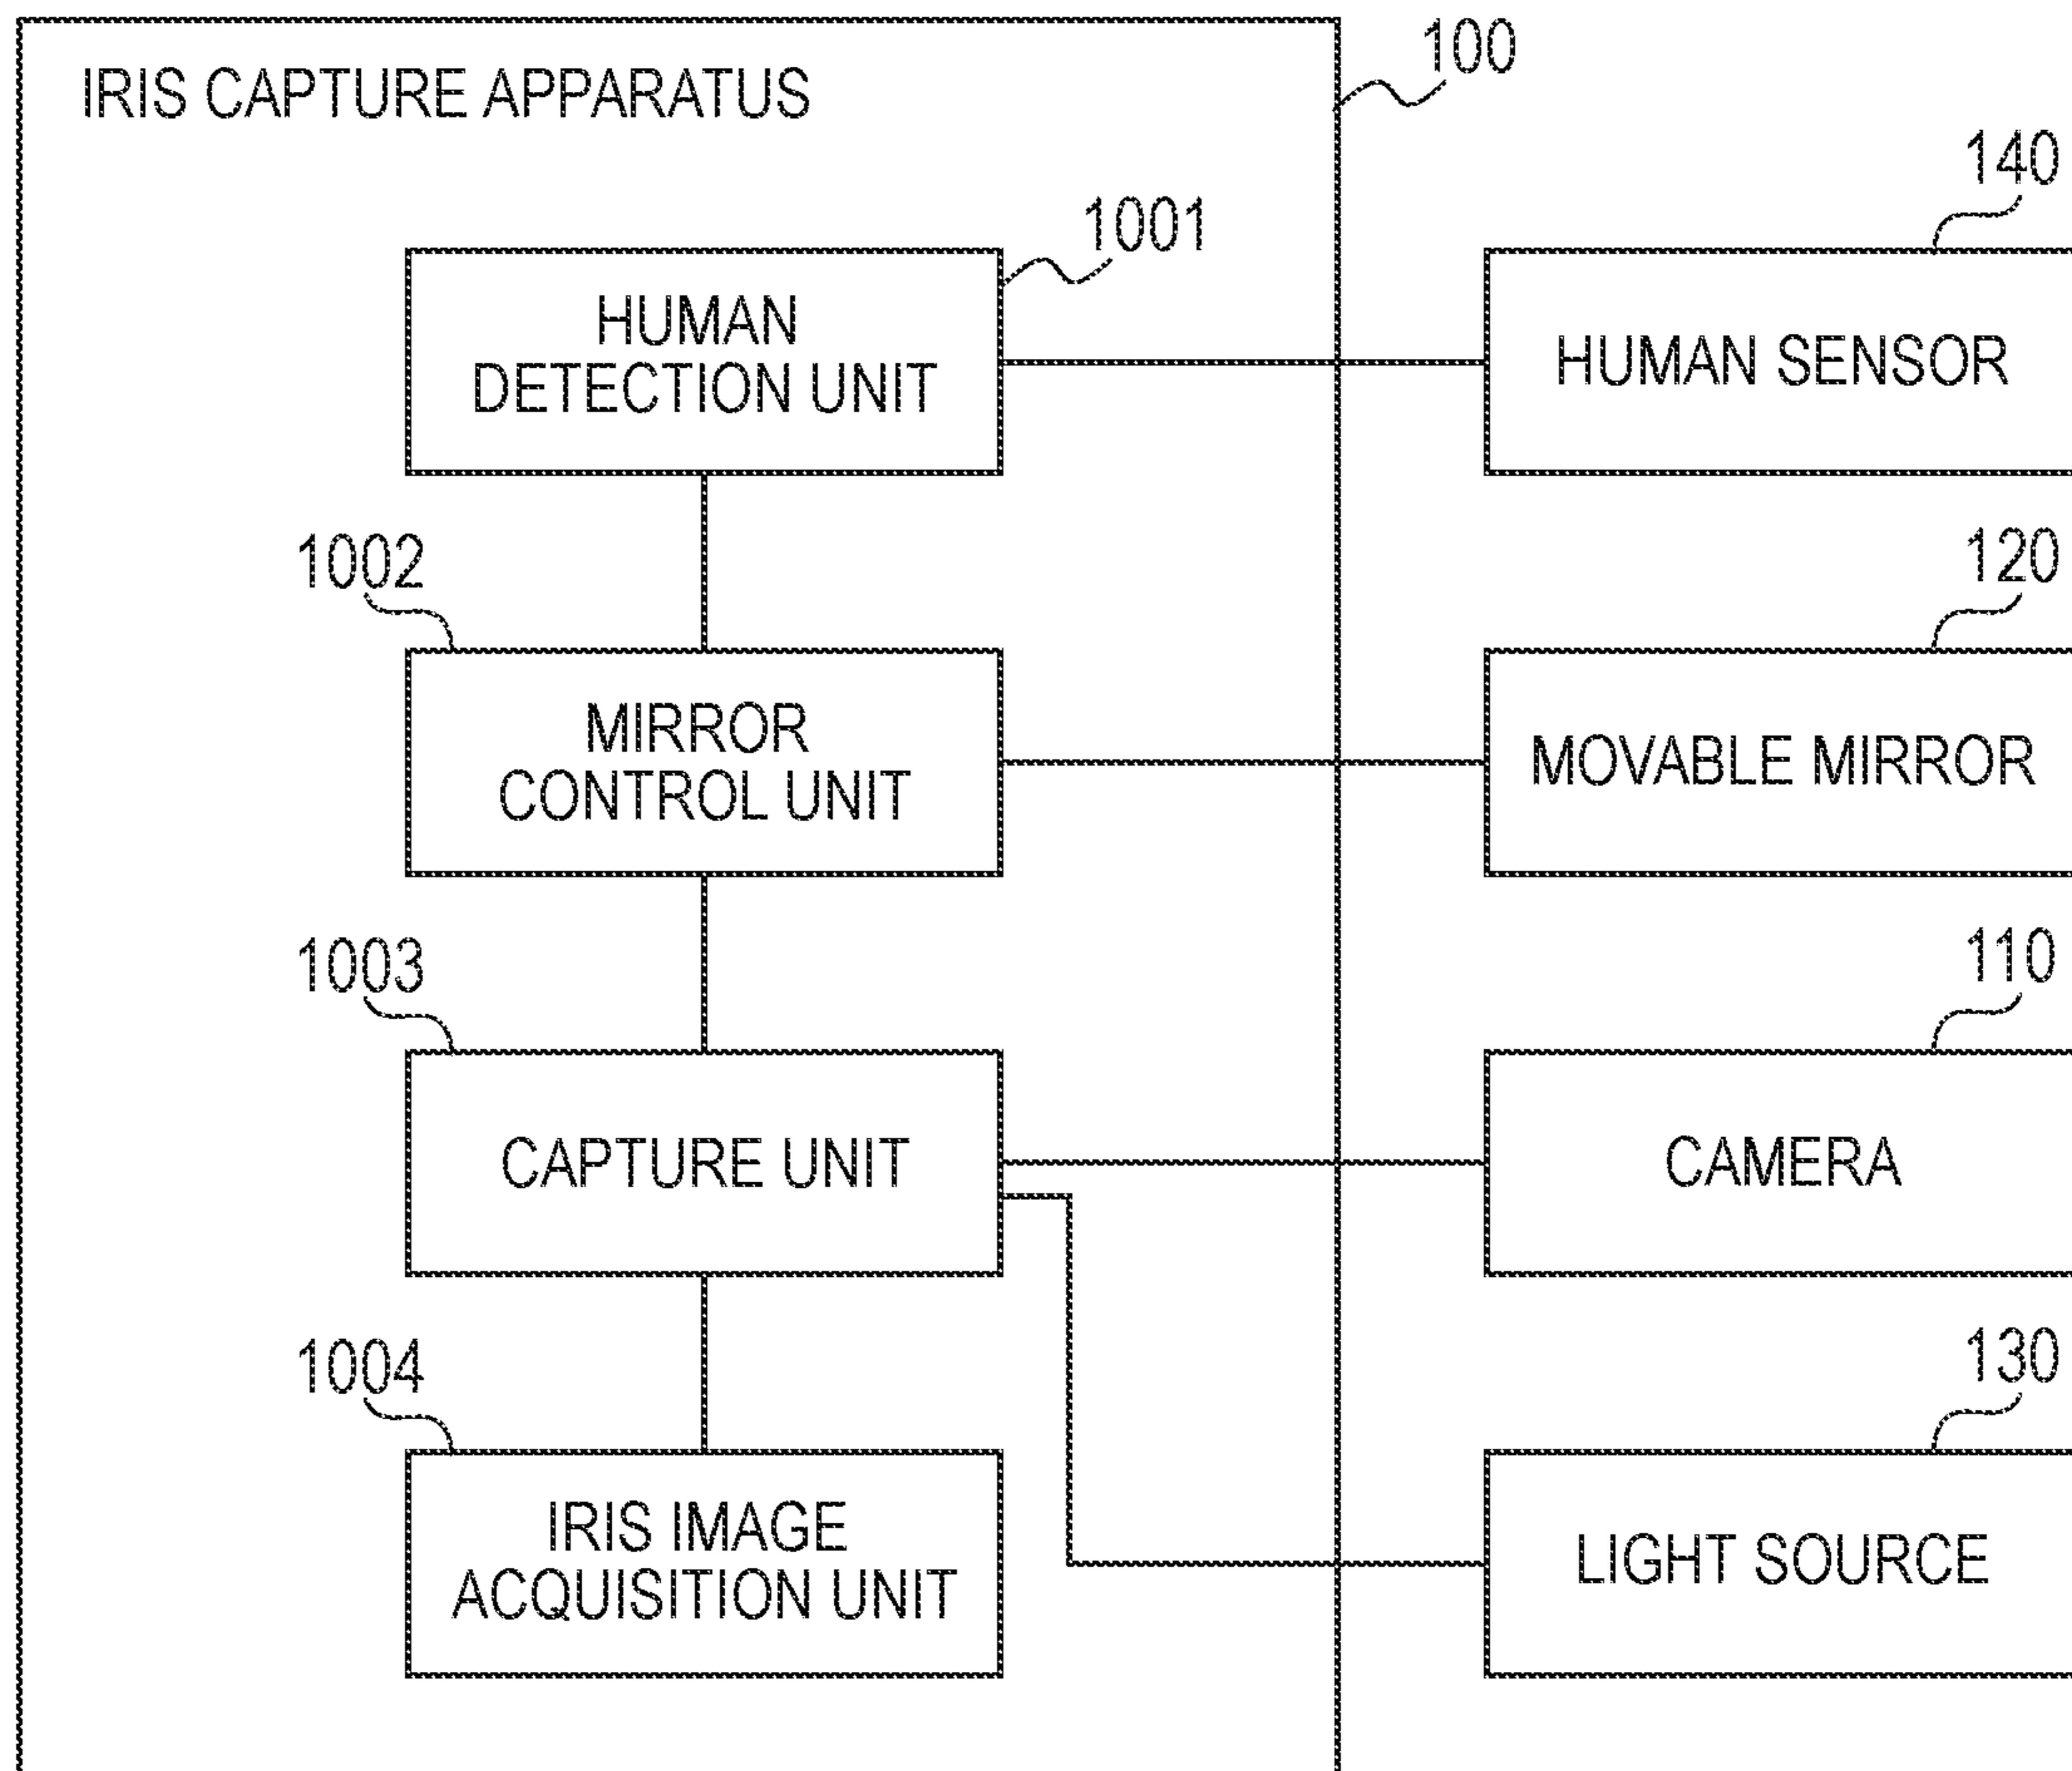 100
IRIS CAPTURE APPARATUS
140
1001
HUMAN
DETECTION UNIT
HUMAN SENSOR
1002
120
MIRROR
CONTROL UNIT
MOVABLE MIRROR
1003
110
CAPTURE UNIT
CAMERA
1004
130
IRIS IMAGE
ACQUISITION UNIT
LIGHT SOURCE